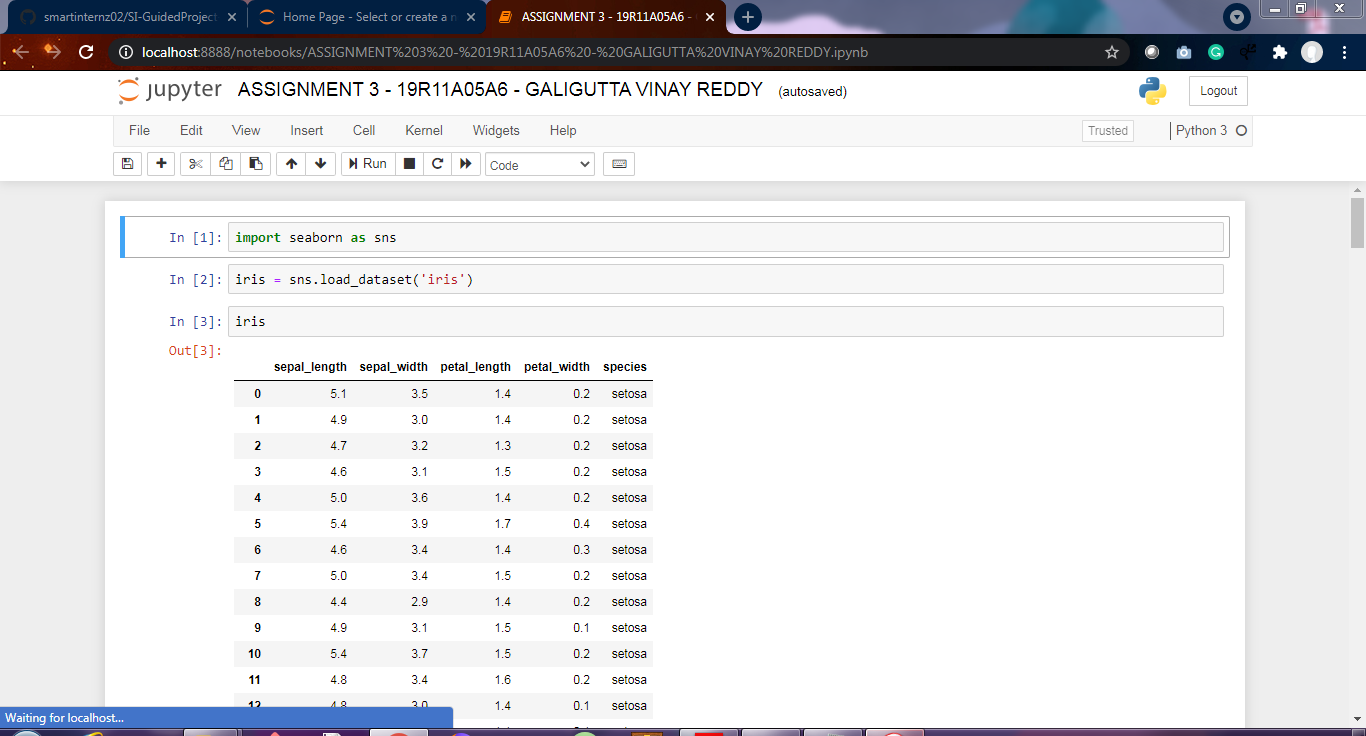 smartinternz02/SI-GuidedProject
Home Page - Select or create a n
ASSIGNMENT 3 - 19R11A05A6 -
localhost:8888/notebooks/ASSIGNMENT%203%20-%2019R11A05A6%20-%20GALIGUTTA%20VINAY%20REDDY.ipynb
jupyter ASSIGNMENT 3 - 19R11A05A6 - GALIGUTTA VINAY REDDY (autosaved) Logout
File Edit View Insert Cell Kernel Widgets Help Trusted Python 3
Run Code
In [1]: import seaborn as sns
In [2]: iris = sns.load_dataset('iris')
In [3]: iris
Out[3]:
sepal_length sepal_width petal_length petal_width species
0 5.1 3.5 1.4 0.2 setosa
1 4.9 3.0 1.4 0.2 setosa
2 4.7 3.2 1.3 0.2 setosa
3 4.6 3.1 1.5 0.2 setosa
4 5.0 3.6 1.4 0.2 setosa
5 5.4 3.9 1.7 0.4 setosa
6 4.6 3.4 1.4 0.3 setosa
7 5.0 3.4 1.5 0.2 setosa
8 4.4 2.9 1.4 0.2 setosa
9 4.9 3.1 1.5 0.1 setosa
10 5.4 3.7 1.5 0.2 setosa
11 4.8 3.4 1.6 0.2 setosa
12 4.8 3.0 1.4 0.1 setosa
Waiting for localhost...